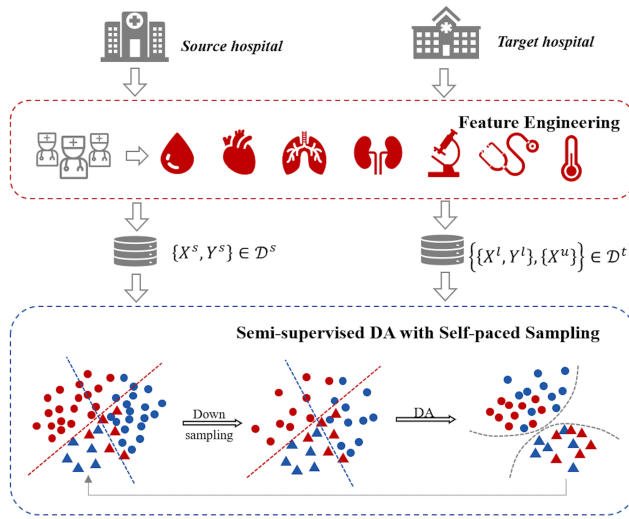 Source hospital
Target hospital
Feature Engineering
{X^s, Y^s} ∈ 𝒟^s
{{X^l, Y^l}, {X^u}} ∈ 𝒟^t
Semi-supervised DA with Self-paced Sampling
Down
sampling
DA